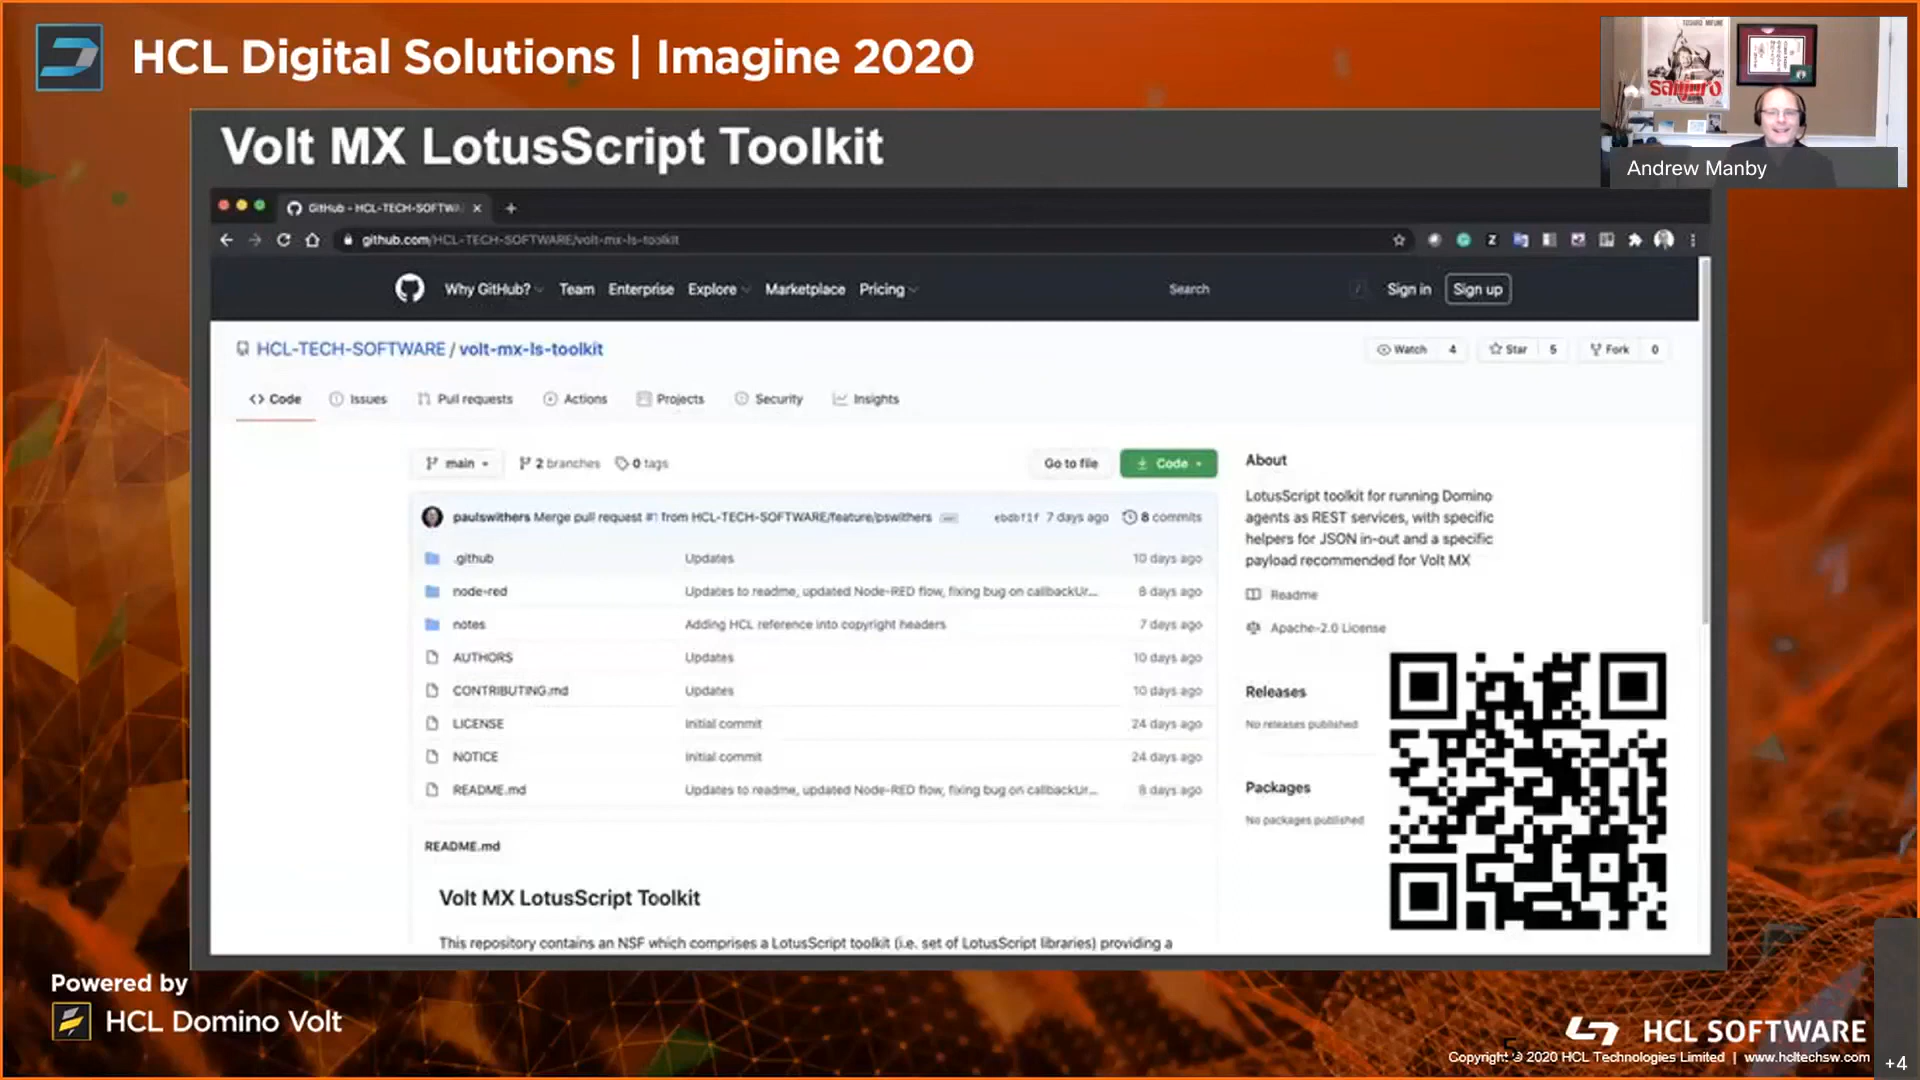 HCL Digital Solutions | Imagine 2020
Sanjuro
Andrew Manby
Volt MX LotusScript Toolkit
GitHub - HCL-TECH-SOFTWA
github.com/HCL-TECH-SOFTWARE/volt-mx-ls-toolkit
Why GitHub? Team Enterprise Explore Marketplace Pricing Search / Sign in Sign up
HCL-TECH-SOFTWARE / volt-mx-ls-toolkit Watch 4 Star 5 Fork 0
Code Issues Pull requests Actions Projects Security Insights
main 2 branches 0 tags Go to file Code
paulswithers Merge pull request #1 from HCL-TECH-SOFTWARE/feature/pswithers ... ebdbf1f 7 days ago 8 commits
.github Updates 10 days ago
node-red Updates to readme, updated Node-RED flow, fixing bug on callbackUr... 8 days ago
notes Adding HCL reference into copyright headers 7 days ago
AUTHORS Updates 10 days ago
CONTRIBUTING.md Updates 10 days ago
LICENSE Initial commit 24 days ago
NOTICE Initial commit 24 days ago
README.md Updates to readme, updated Node-RED flow, fixing bug on callbackUr... 8 days ago
README.md
Volt MX LotusScript Toolkit
This repository contains an NSF which comprises a LotusScript toolkit (i.e. set of LotusScript libraries) providing a
About
LotusScript toolkit for running Domino
agents as REST services, with specific
helpers for JSON in-out and a specific
payload recommended for Volt MX
Readme
Apache-2.0 License
Releases
No releases published
Packages
No packages published
Powered by
HCL Domino Volt
HCL SOFTWARE
Copyright © 2020 HCL Technologies Limited | www.hcltechsw.com
+4